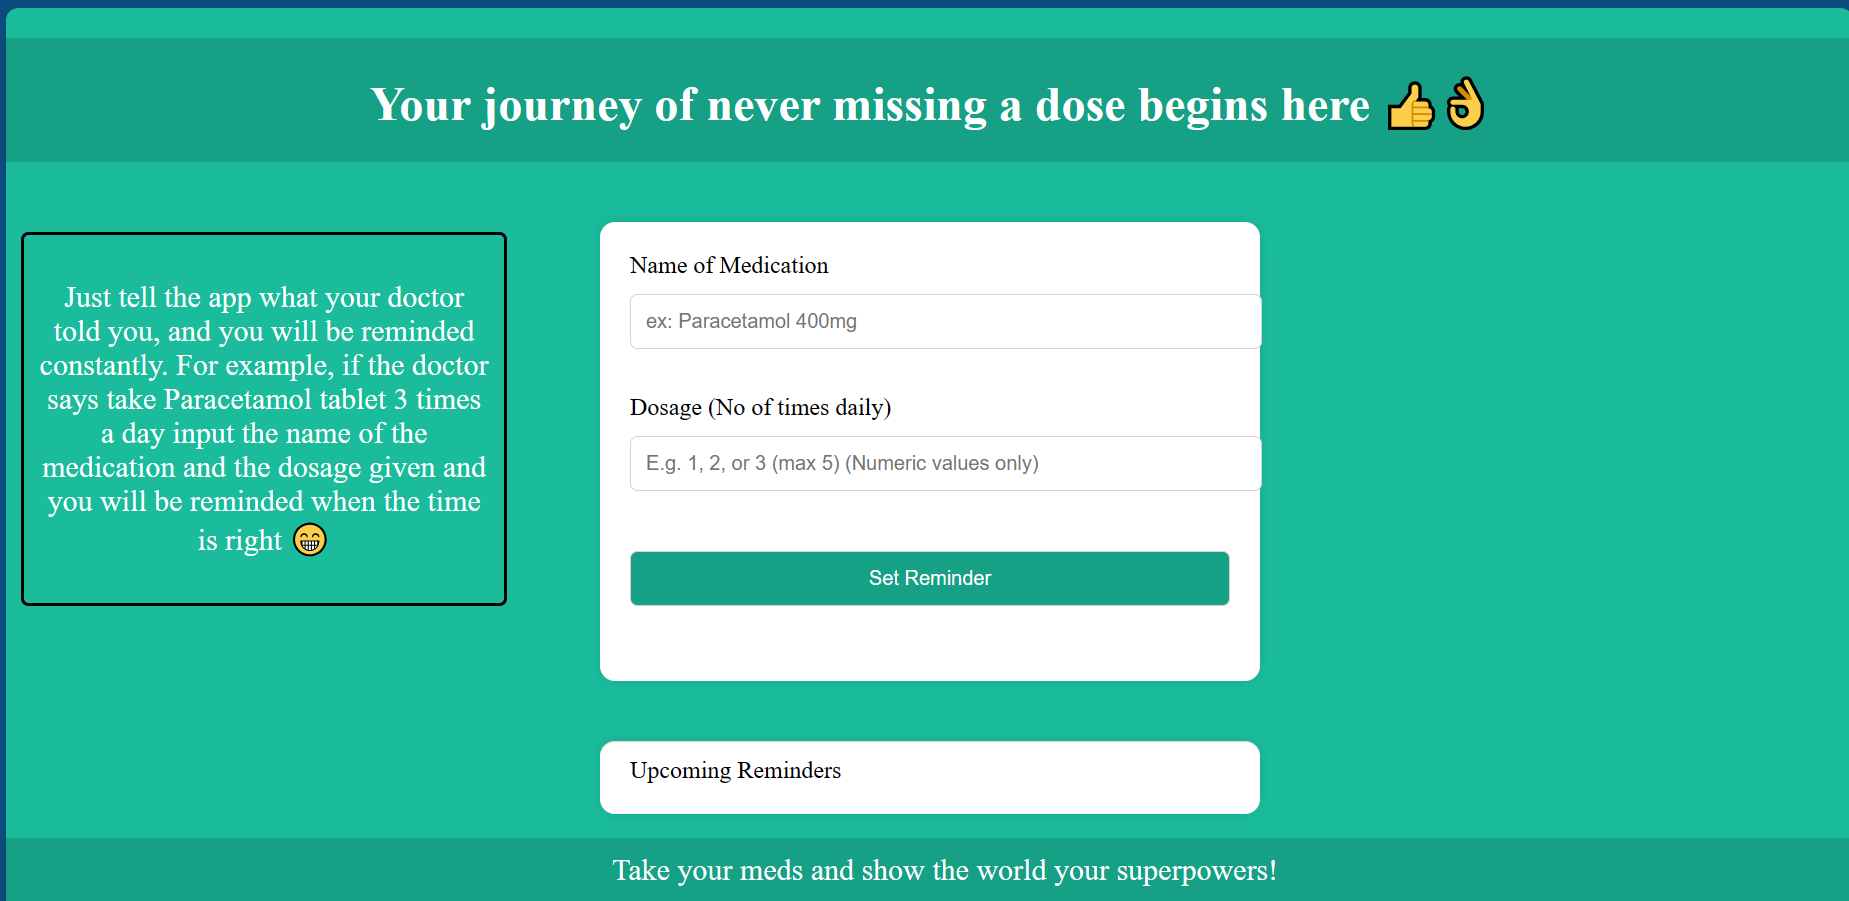 Your journey of never missing a dose begins here 👍👌
Just tell the app what your doctor
told you, and you will be reminded
constantly. For example, if the doctor
says take Paracetamol tablet 3 times
a day input the name of the
medication and the dosage given and
you will be reminded when the time
is right 😁
Name of Medication
ex: Paracetamol 400mg
Dosage (No of times daily)
E.g. 1, 2, or 3 (max 5) (Numeric values only)
Set Reminder
Upcoming Reminders
Take your meds and show the world your superpowers!